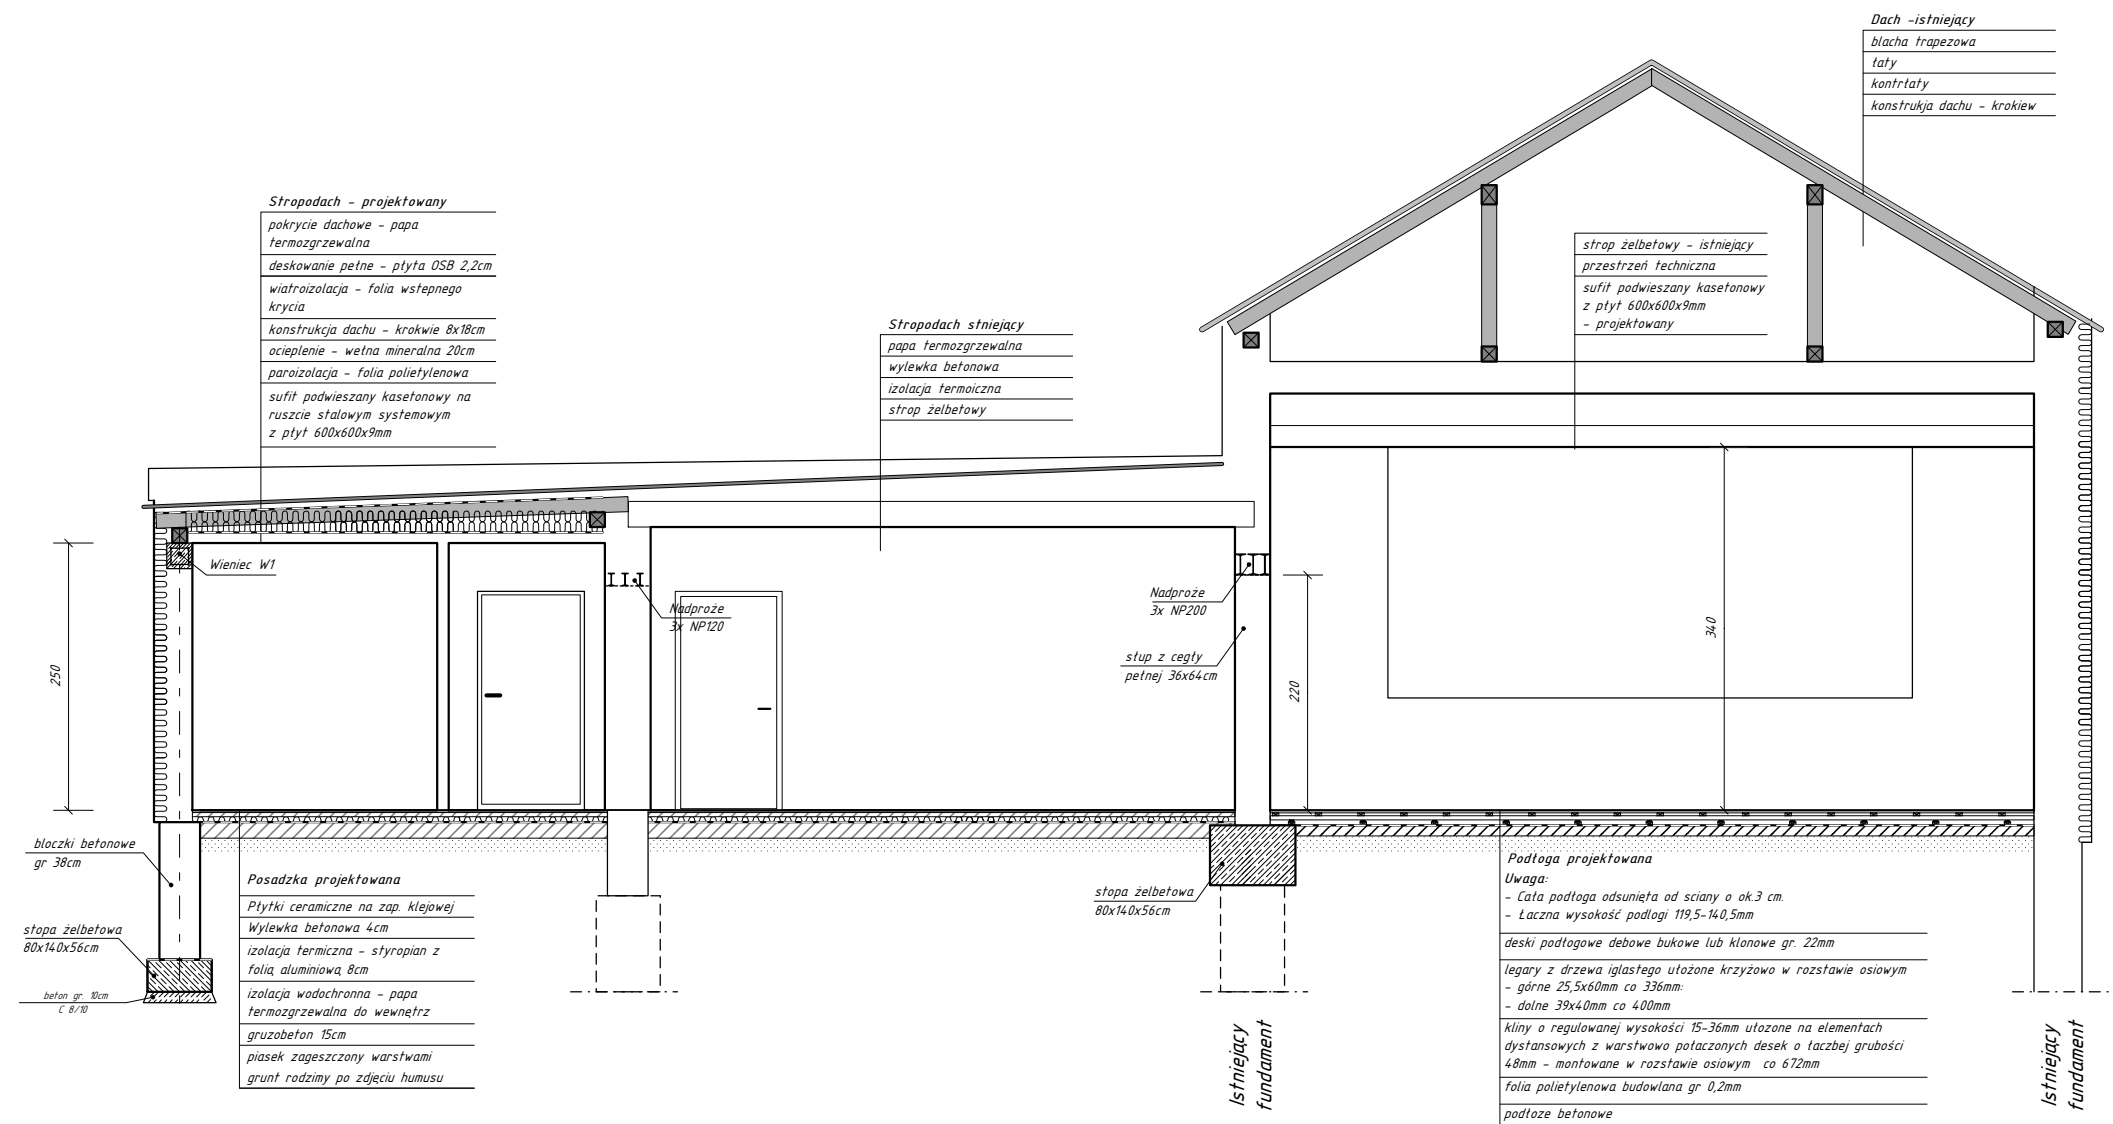 Dach -istniejący
blacha trapezowa
łaty
kontrłaty
konstrukja dachu - krokiew
Stropodach - projektowany
pokrycie dachowe - papa
termozgrzewalna
deskowanie pełne - płyta OSB 2,2cm
wiatroizolacja - folia wstepnego
krycia
konstrukcja dachu - krokwie 8x18cm
ocieplenie - wełna mineralna 20cm
paroizolacja - folia polietylenowa
sufit podwieszany kasetonowy na
ruszcie stalowym systemowym
z płyt 600x600x9mm
strop żelbetowy - istniejący
przestrzeń techniczna
sufit podwieszany kasetonowy
z płyt 600x600x9mm
- projektowany
Stropodach stniejący
papa termozgrzewalna
wylewka betonowa
izolacja termoiczna
strop żelbetowy
Wieniec W1
Nadproże
3x NP120
Nadproże
3x NP200
słup z cegły
pełnej 36x64cm
250
220
340
bloczki betonowe
gr 38cm
stopa żelbetowa
80x140x56cm
beton gr. 10cm
C 8/10
Posadzka projektowana
Płytki ceramiczne na zap. klejowej
Wylewka betonowa 4cm
izolacja termiczna - styropian z
folią aluminiową 8cm
izolacja wodochronna - papa
termozgrzewalna do wewnętrz
gruzobeton 15cm
piasek zageszczony warstwami
grunt rodzimy po zdjęciu humusu
stopa żelbetowa
80x140x56cm
Istniejący
fundament
Podłoga projektowana
Uwaga:
- Cała podłoga odsunięta od sciany o ok.3 cm.
- Łaczna wysokość podlogi 119,5-140,5mm
deski podłogowe debowe bukowe lub klonowe gr. 22mm
legary z drzewa iglastego ułożone krzyżowo w rozstawie osiowym
- górne 25,5x60mm co 336mm:
- dolne 39x40mm co 400mm
kliny o regulowanej wysokości 15-36mm ułozone na elementach
dystansowych z warstwowo połaczonych desek o łaczbej grubości
48mm - montowane w rozstawie osiowym co 672mm
folia polietylenowa budowlana gr 0,2mm
podłoze betonowe
Istniejący
fundament